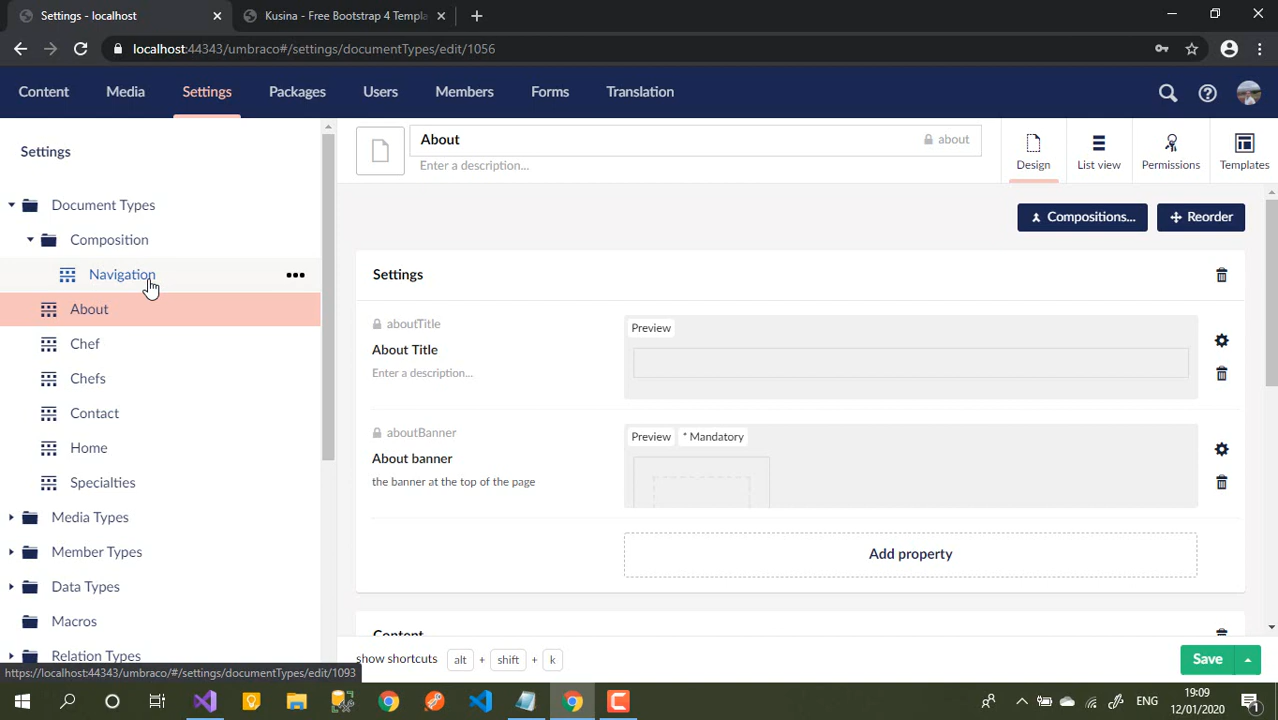 Settings - localhost
Kusina - Free Bootstrap 4 Templa
localhost:44343/umbraco#/settings/documentTypes/edit/1056
Content
Media
Settings
Packages
Users
Members
Forms
Translation
Settings
Document Types
Composition
Navigation
About
Chef
Chefs
Contact
Home
Specialties
Media Types
Member Types
Data Types
Macros
Relation Types
About
about
Enter a description...
Design
List view
Permissions
Templates
Compositions...
Reorder
Settings
aboutTitle
About Title
Enter a description...
Preview
aboutBanner
About banner
the banner at the top of the page
Preview
* Mandatory
Add property
Content
show shortcuts
alt + shift + k
Save
https://localhost:44343/umbraco/#/settings/documentTypes/edit/1093
ENG
19:09
12/01/2020
1